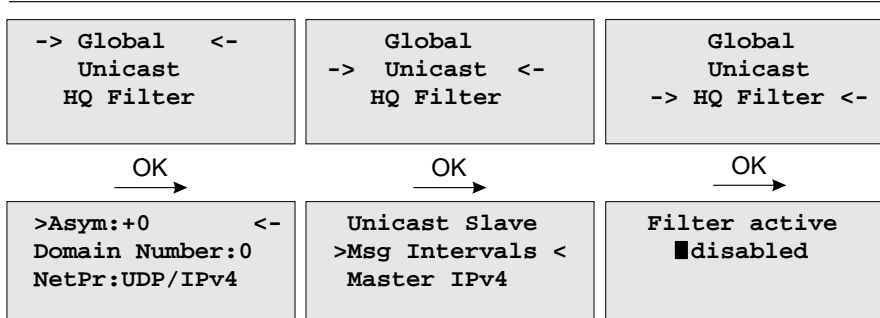 -> Global <-
Unicast
HQ Filter
Global
-> Unicast <-
HQ Filter
Global
Unicast
-> HQ Filter <-
OK
OK
OK
>Asym:+0 <-
Domain Number:0
NetPr:UDP/IPv4
Unicast Slave
>Msg Intervals <
Master IPv4
Filter active
disabled